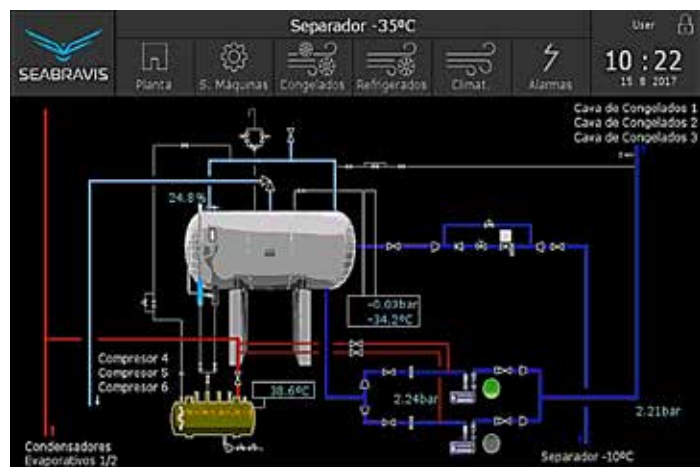 Separador -35ºC
User
SEABRAVIS
Planta
S. Máquinas
Congelados
Refrigerados
Climat.
Alarmas
10 : 22
15 8 2017
Cava de Congelados 1
Cava de Congelados 2
Cava de Congelados 3
24.8%
-0.03bar
-34.2ºC
Compresor 4
Compresor 5
Compresor 6
38.6ºC
2.24bar
2.21bar
Condensadores
Evaporativos 1/2
Separador -10ºC